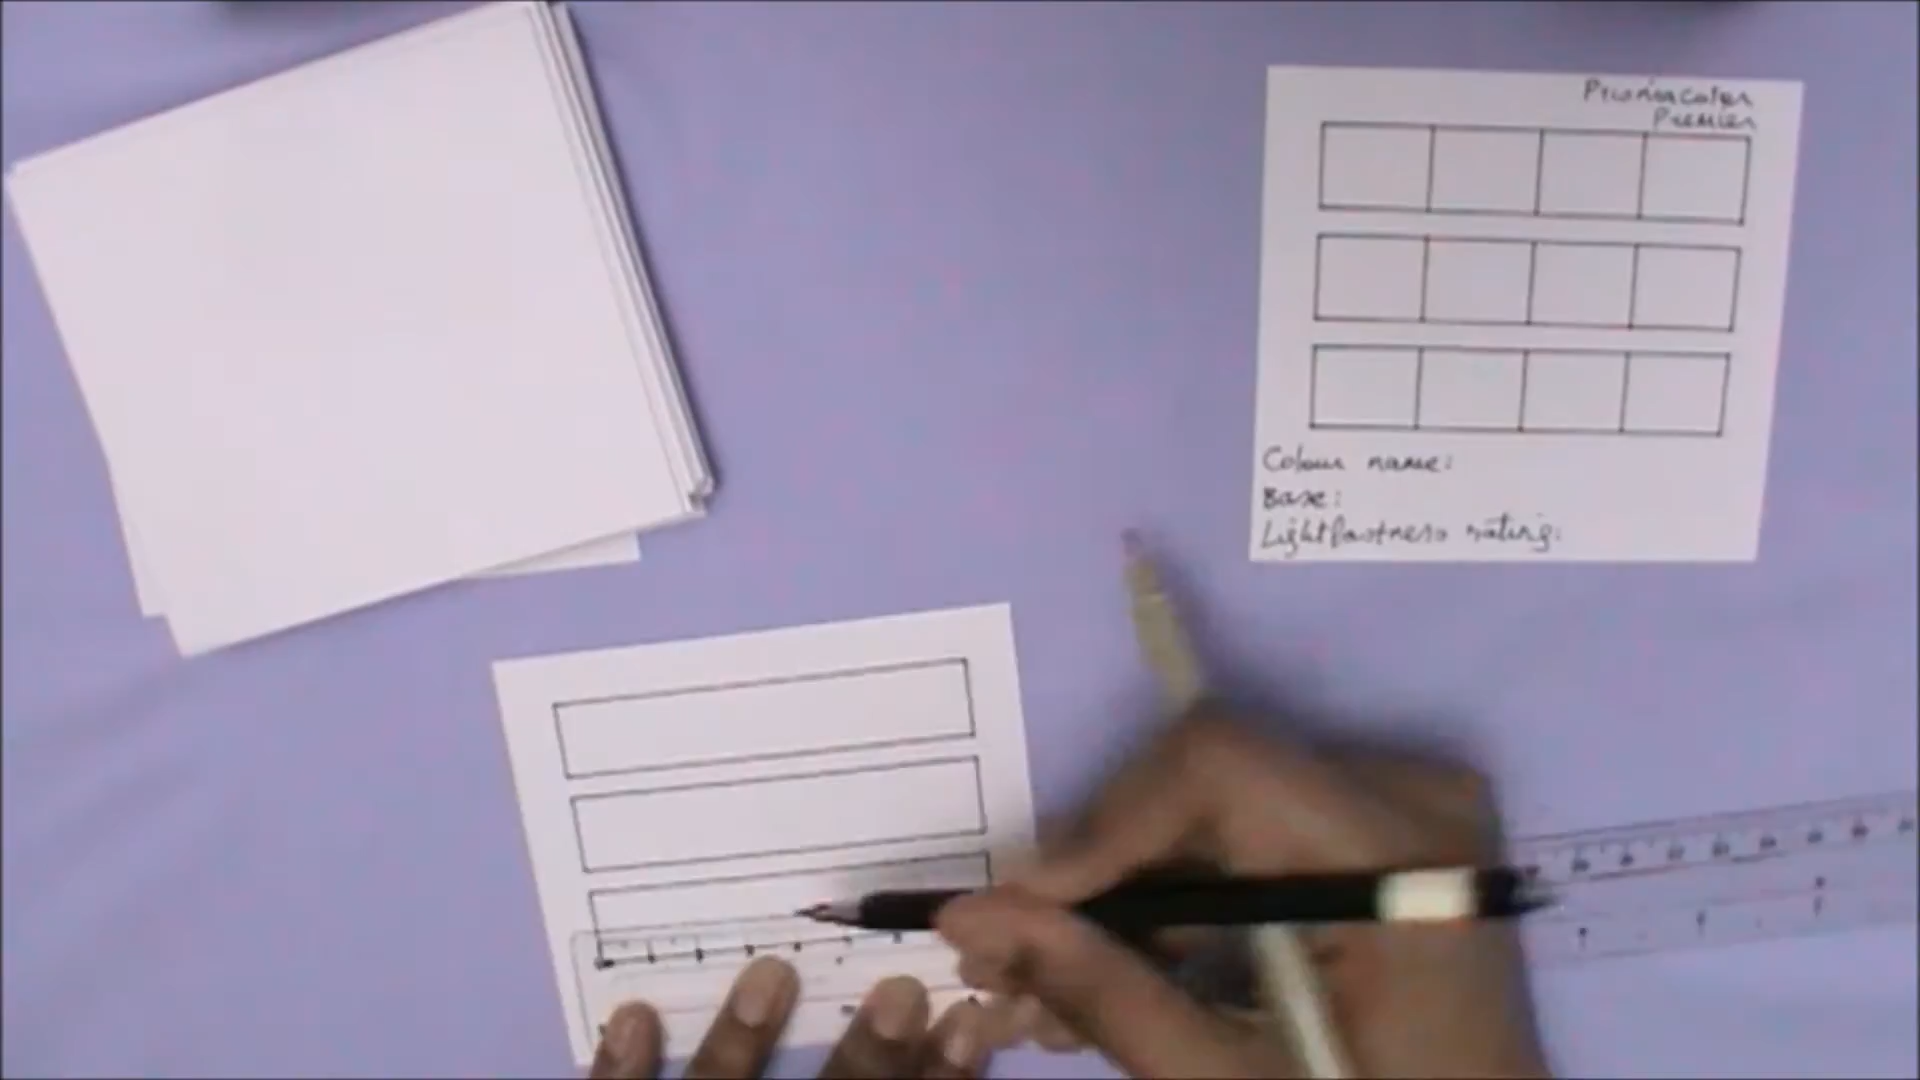 Prismacolor
Premier
Colour name:
Base:
Lightfastness rating: